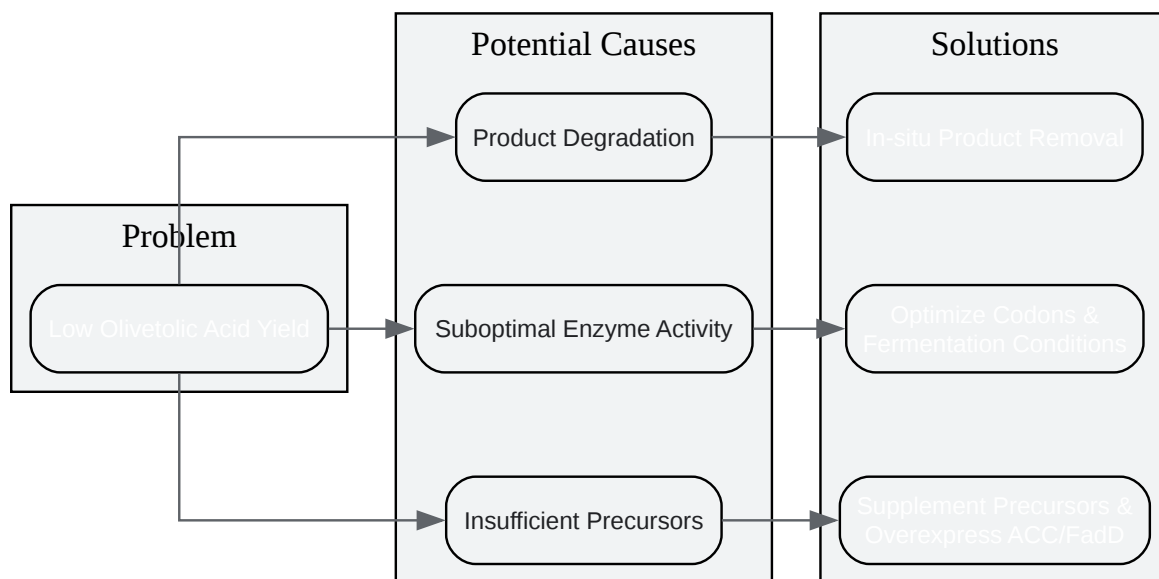 Potential Causes
Solutions
Product Degradation
In-situ Product Removal
Problem
Low Olivetolic Acid Yield
Suboptimal Enzyme Activity
Optimize Codons &
Fermentation Conditions
Insufficient Precursors
Supplement Precursors &
Overexpress ACC/FadD